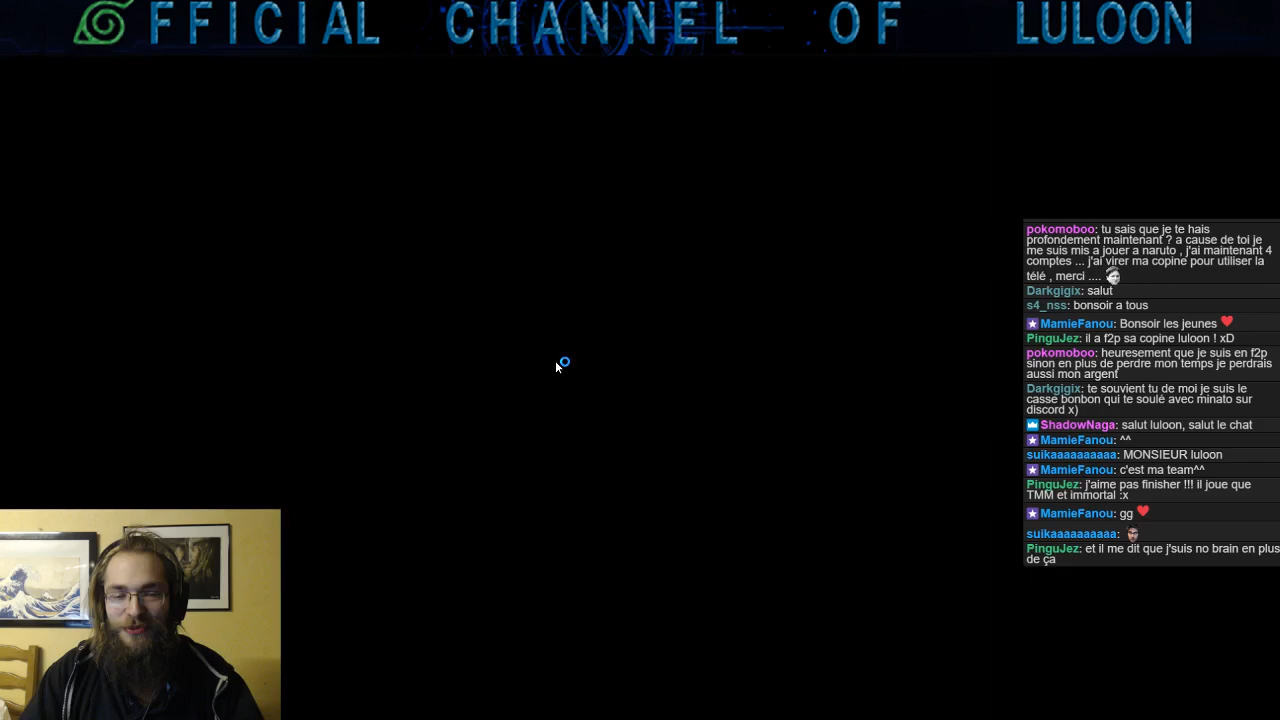 FFICIAL CHANNEL OF LULOON
pokomoboo: tu sais que je te hais
profondement maintenant ? a cause de toi je
me suis mis a jouer a naruto , j'ai maintenant 4
comptes ... j'ai virer ma copine pour utiliser la
télé , merci ....
Darkgigix: salut
s4_nss: bonsoir a tous
MamieFanou: Bonsoir les jeunes ❤
PinguJez: il a f2p sa copine luloon ! xD
pokomoboo: heuresement que je suis en f2p
sinon en plus de perdre mon temps je perdrais
aussi mon argent
Darkgigix: te souvient tu de moi je suis le
casse bonbon qui te soulé avec minato sur
discord x)
ShadowNaga: salut luloon, salut le chat
MamieFanou: ^^
suikaaaaaaaaaa: MONSIEUR luloon
MamieFanou: c'est ma team^^
PinguJez: j'aime pas finisher !!! il joue que
TMM et immortal :x
MamieFanou: gg ❤
suikaaaaaaaaaa:
PinguJez: et il me dit que j'suis no brain en plus
de ça